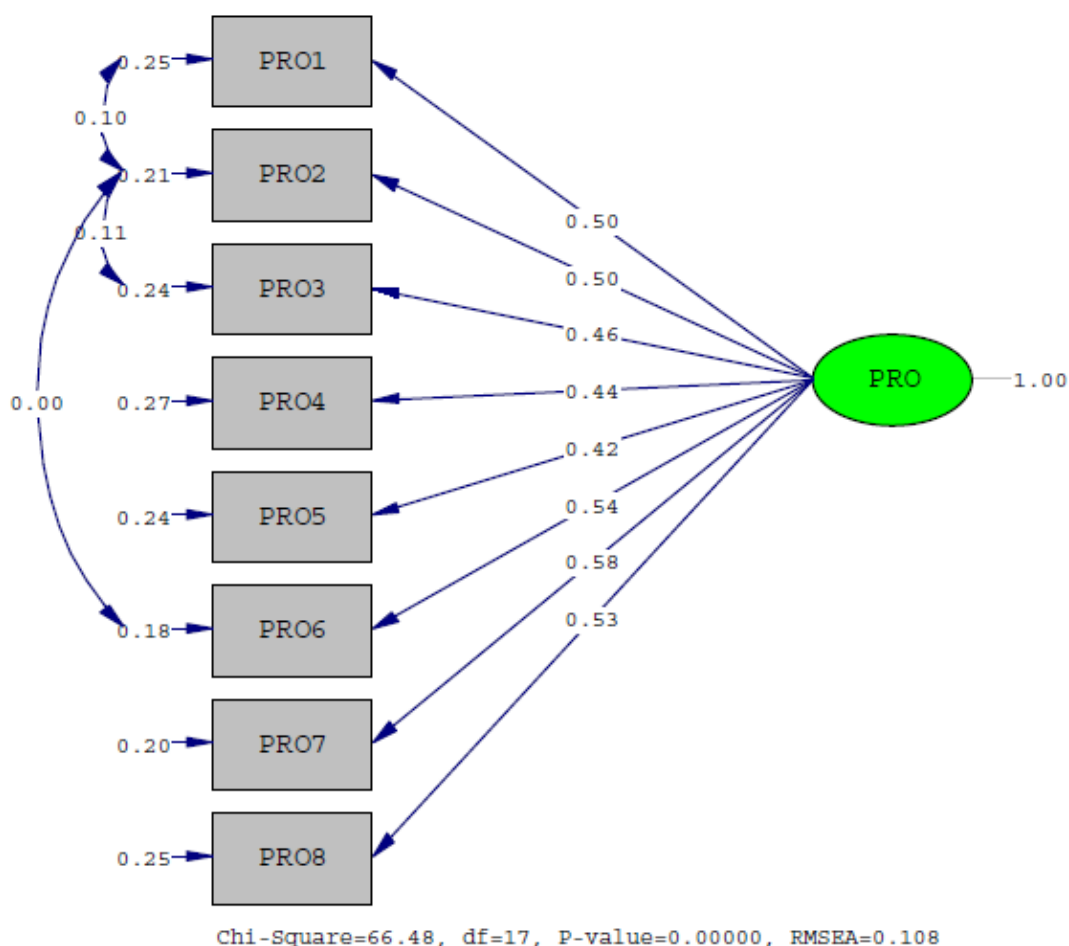 0.25 PRO1
0.10
0.21 PRO2
0.50
0.11
0.50
0.24 PRO3
0.46
PRO 1.00
0.00 0.27 PRO4 0.44
0.42
0.24 PRO5
0.54
0.58
0.18 PRO6
0.53
0.20 PRO7
0.25 PRO8
Chi-Square=66.48, df=17, P-value=0.00000, RMSEA=0.108